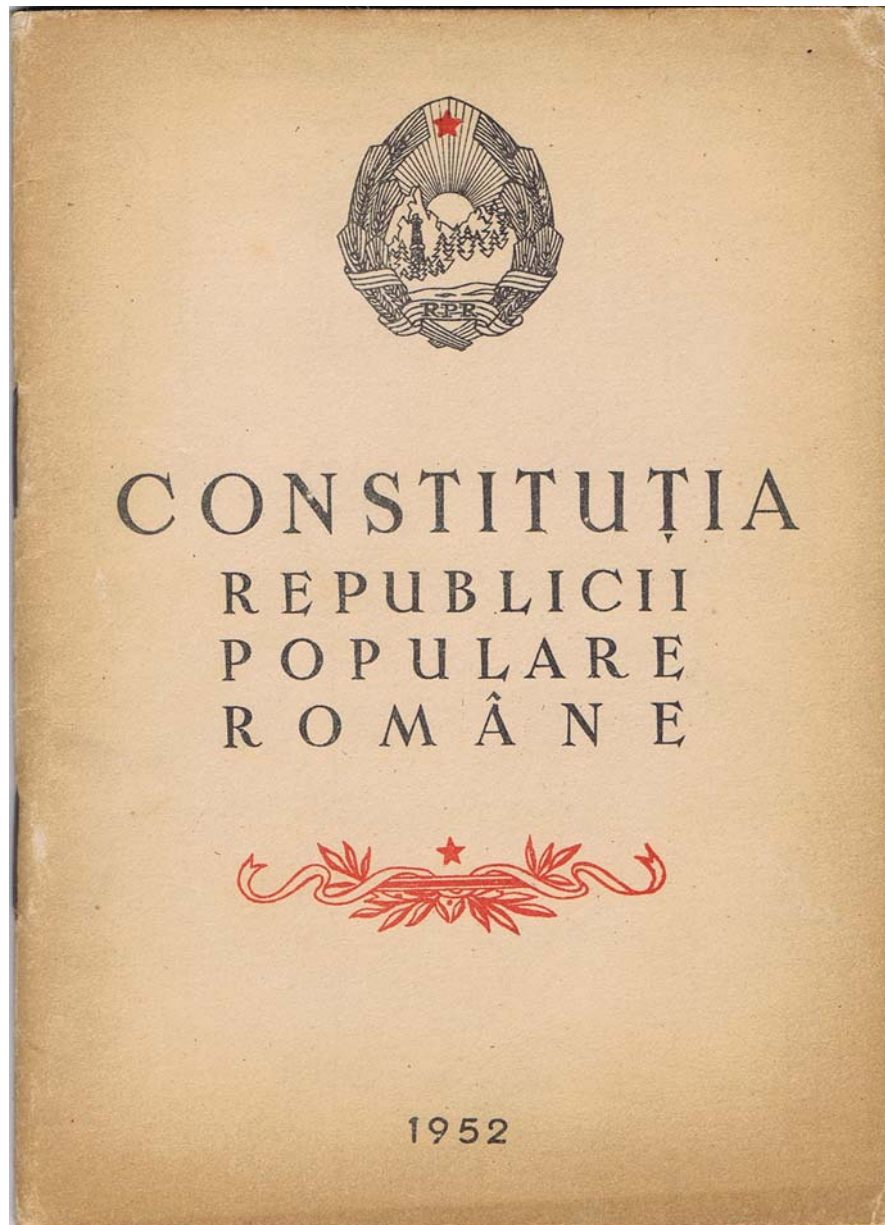 RPR
CONSTITUȚIA
REPUBLICII
POPULARE
ROMÂNE
1952